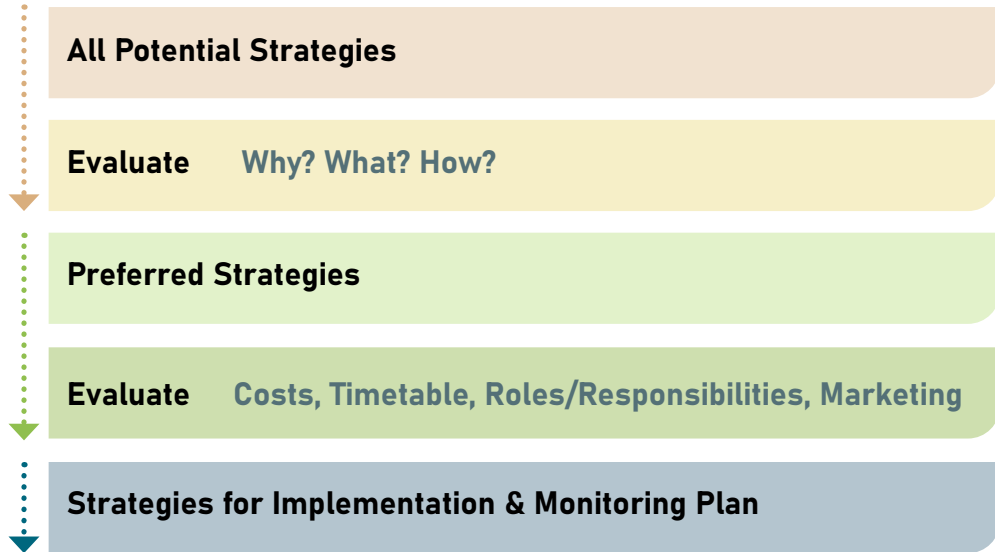 All Potential Strategies
Evaluate Why? What? How?
Preferred Strategies
Evaluate Costs, Timetable, Roles/Responsibilities, Marketing
Strategies for Implementation & Monitoring Plan